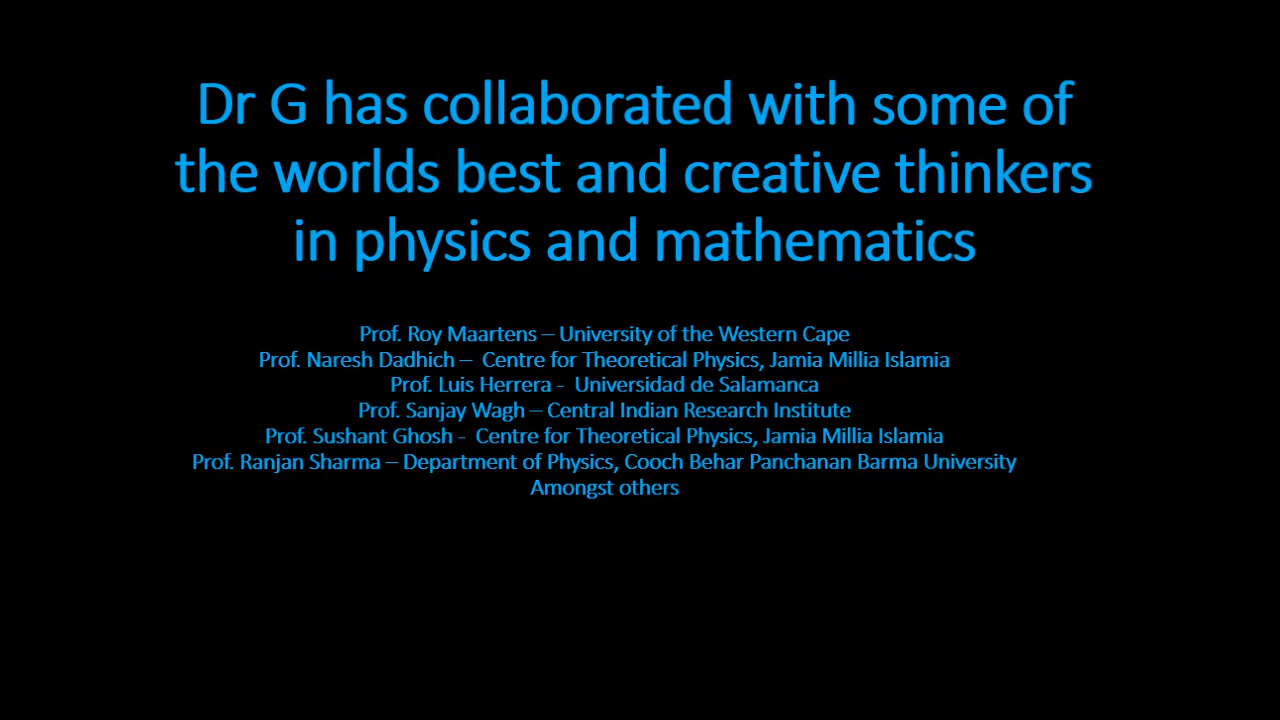 Dr G has collaborated with some of
the worlds best and creative thinkers
in physics and mathematics
Prof. Roy Maartens – University of the Western Cape
Prof. Naresh Dadhich –  Centre for Theoretical Physics, Jamia Millia Islamia
Prof. Luis Herrera -  Universidad de Salamanca
Prof. Sanjay Wagh – Central Indian Research Institute
Prof. Sushant Ghosh -  Centre for Theoretical Physics, Jamia Millia Islamia
Prof. Ranjan Sharma – Department of Physics, Cooch Behar Panchanan Barma University
Amongst others